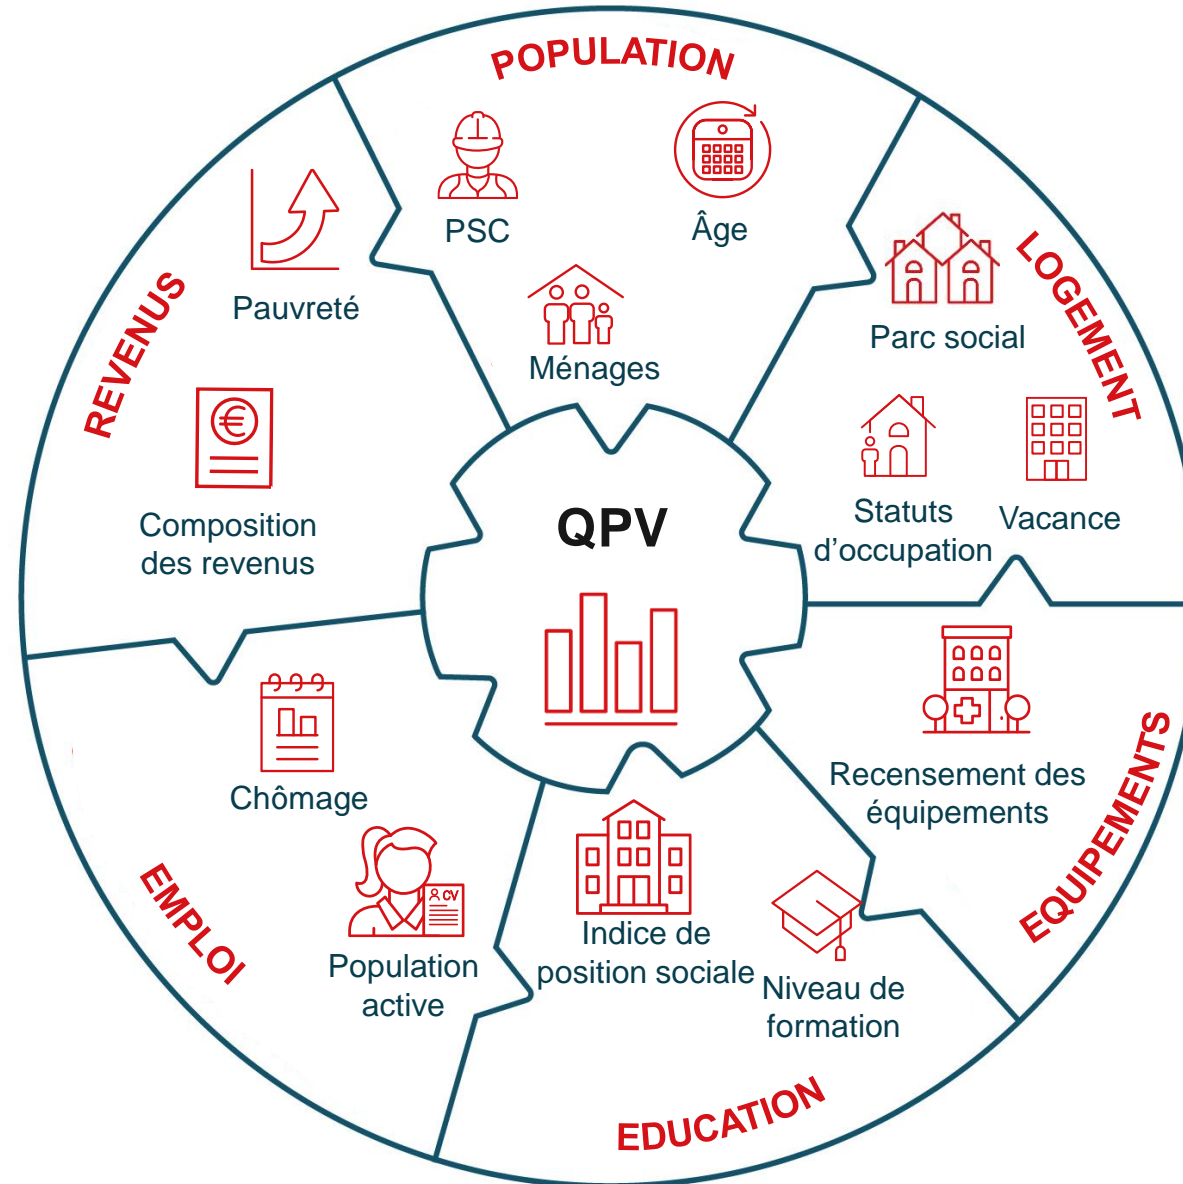 POPULATION
PSC
Âge
Ménages
LOGEMENT
Parc social
Statuts
d'occupation
Vacance
EQUIPEMENTS
Recensement des
équipements
EDUCATION
Indice de
position sociale
Niveau de
formation
EMPLOI
Chômage
CV
Population
active
REVENUS
Pauvreté
€
Composition
des revenus
QPV